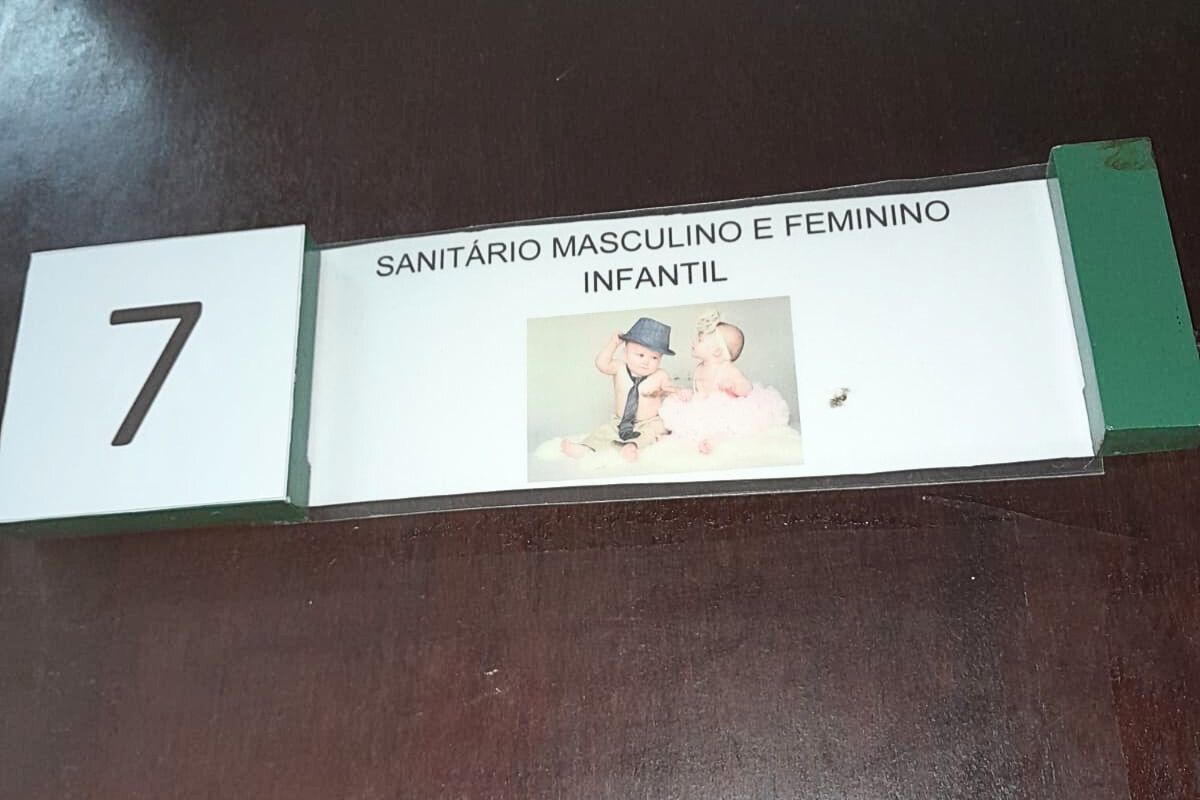 7
SANITÁRIO MASCULINO E FEMININO
INFANTIL